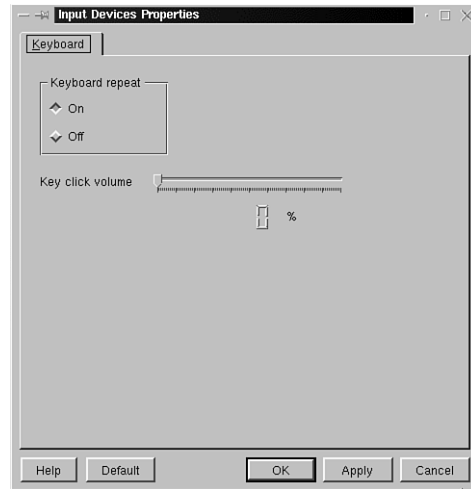 Input Devices Properties
Keyboard
Keyboard repeat
On
Off
Key click volume
0 %
Help Default OK Apply Cancel